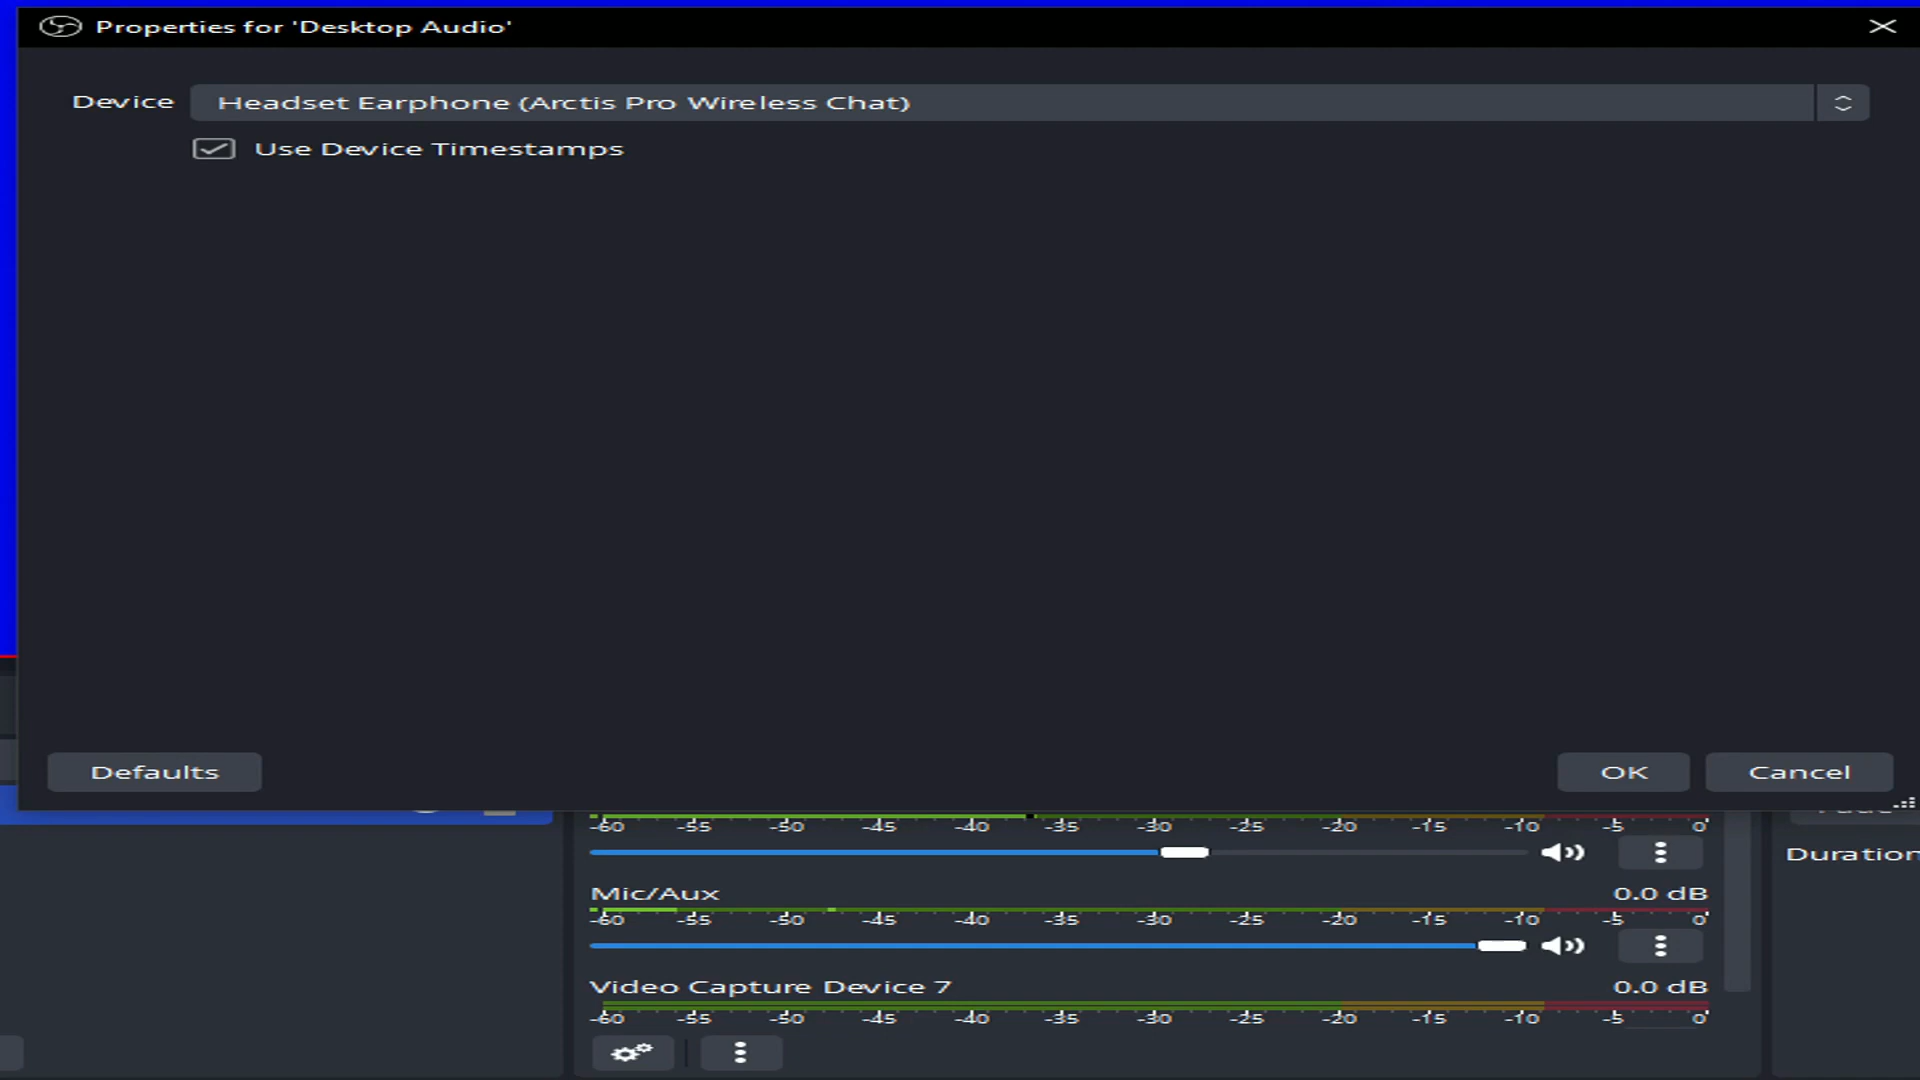 Properties for 'Desktop Audio'
Device Headset Earphone (Arctis Pro Wireless Chat)
Use Device Timestamps
Defaults OK Cancel
-60 -55 -50 -45 -40 -35 -30 -25 -20 -15 -10 -5 0
Duration
Mic/Aux 0.0 dB
-60 -55 -50 -45 -40 -35 -30 -25 -20 -15 -10 -5 0
Video Capture Device 7 0.0 dB
-60 -55 -50 -45 -40 -35 -30 -25 -20 -15 -10 -5 0